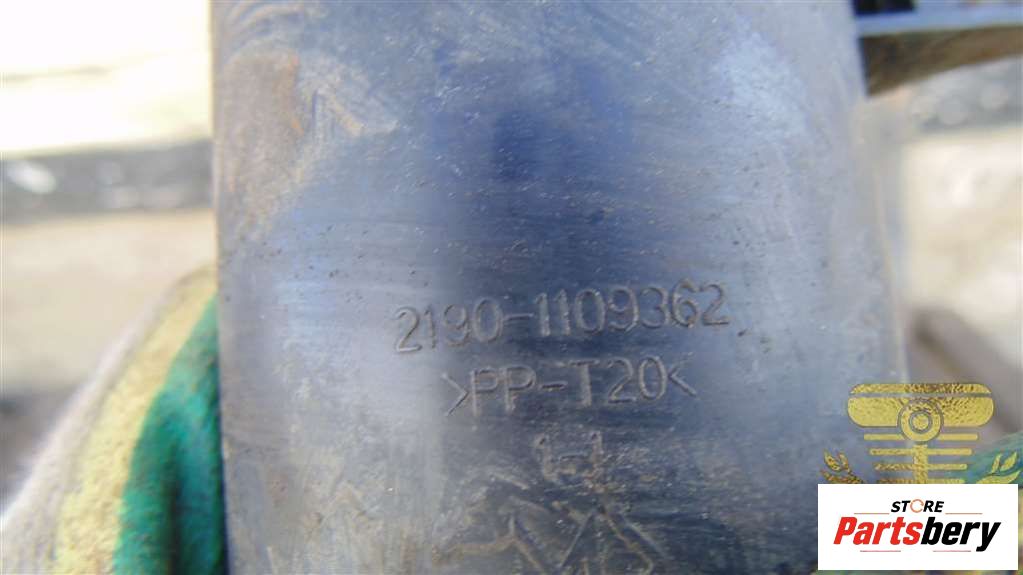 2190-1109362
>PP-T20<
STORE
Partsbery